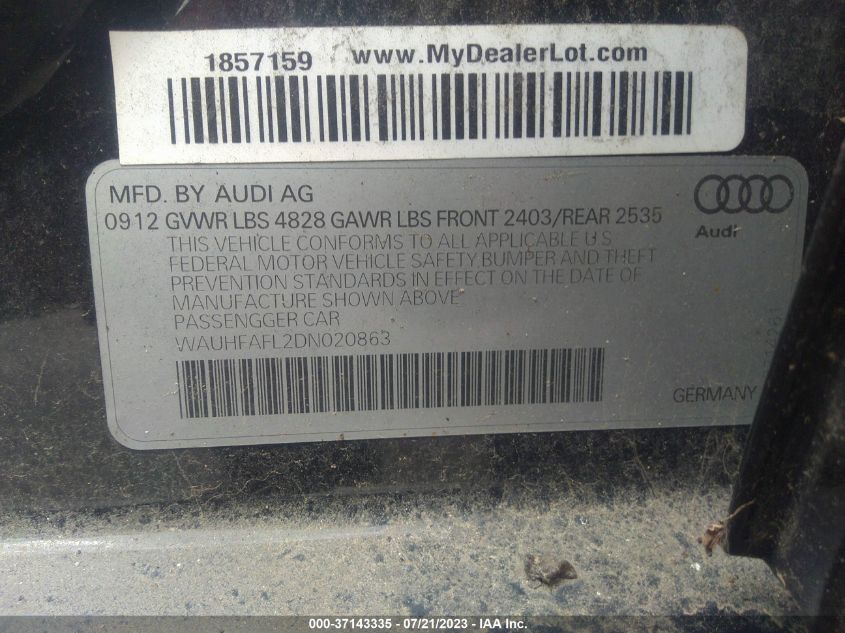 1857159 www.MyDealerLot.com
MFD. BY AUDI AG
0912 GVWR LBS 4828 GAWR LBS FRONT 2403/REAR 2535
THIS VEHICLE CONFORMS TO ALL APPLICABLE U.S.
FEDERAL MOTOR VEHICLE SAFETY,BUMPER AND THEFT
PREVENTION STANDARDS IN EFFECT ON THE DATE OF
MANUFACTURE SHOWN ABOVE
PASSENGGER CAR
WAUHFAFL2DN020863
Audi
GERMANY
000-37143335 - 07/21/2023 - © IAA Inc.